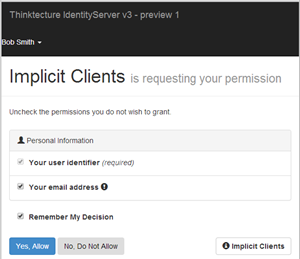 Thinktecture IdentityServer v3 - preview 1
Bob Smith
Implicit Clients is requesting your permission
Uncheck the permissions you do not wish to grant.
Personal Information
Your user identifier (required)
Your email address
Remember My Decision
Yes, Allow No, Do Not Allow Implicit Clients